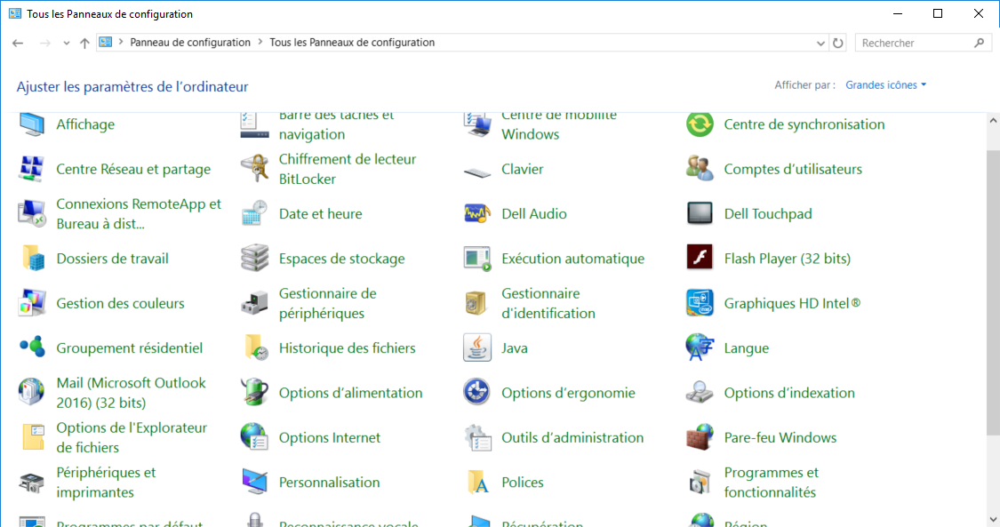 Tous les Panneaux de configuration
Panneau de configuration > Tous les Panneaux de configuration
Rechercher
Ajuster les paramètres de l'ordinateur
Afficher par : Grandes icônes
Affichage
Barre des tâches et
navigation
Centre de mobilité
Windows
Centre de synchronisation
Centre Réseau et partage
Chiffrement de lecteur
BitLocker
Clavier
Comptes d'utilisateurs
Connexions RemoteApp et
Bureau à dist...
Date et heure
Dell Audio
Dell Touchpad
Dossiers de travail
Espaces de stockage
Exécution automatique
Flash Player (32 bits)
Gestion des couleurs
Gestionnaire de
périphériques
Gestionnaire
d'identification
Graphiques HD Intel®
Groupement résidentiel
Historique des fichiers
Java
Langue
Mail (Microsoft Outlook
2016) (32 bits)
Options d'alimentation
Options d'ergonomie
Options d'indexation
Options de l'Explorateur
de fichiers
Options Internet
Outils d'administration
Pare-feu Windows
Périphériques et
imprimantes
Personnalisation
Polices
Programmes et
fonctionnalités
Programmes par défaut
Reconnaissance vocale
Récupération
Région